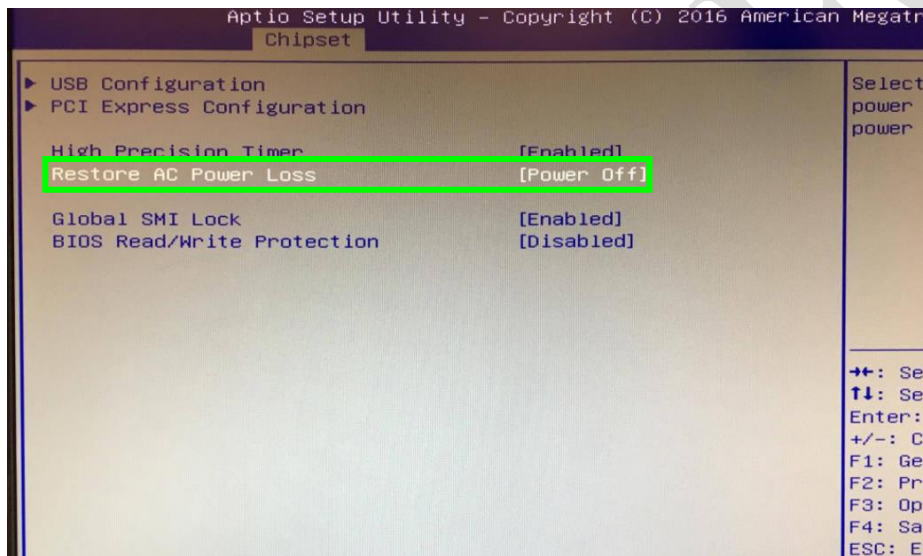 Aptio Setup Utility – Copyright (C) 2016 American Megatr
Chipset
► USB Configuration
► PCI Express Configuration
High Precision Timer [Enabled]
Restore AC Power Loss [Power Off]
Global SMI Lock [Enabled]
BIOS Read/Write Protection [Disabled]
Select
power
power
→←: Se
↑↓: Se
Enter:
+/-: C
F1: Ge
F2: Pr
F3: Op
F4: Sa
ESC: E